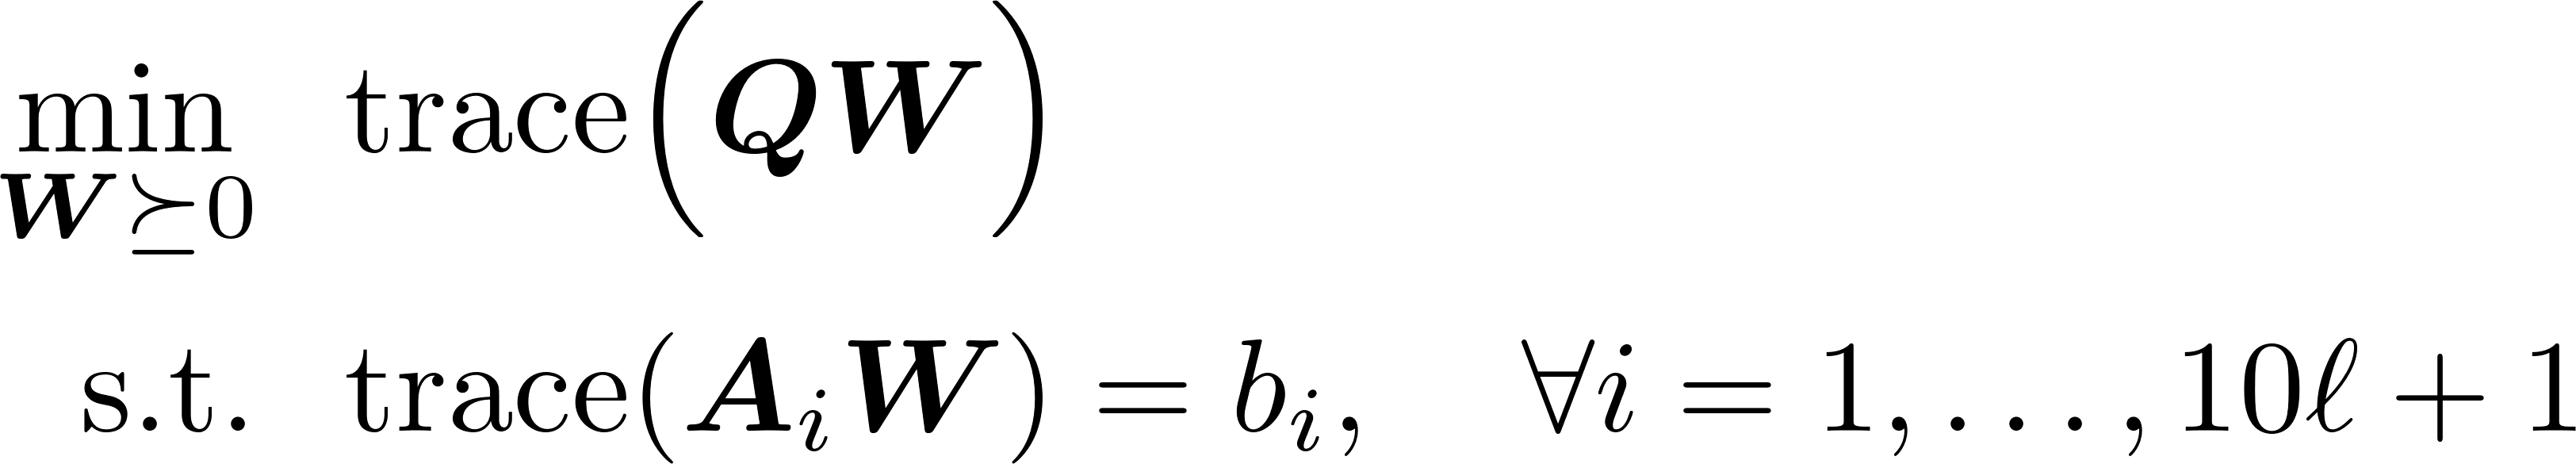 min W⪰0 trace(QW)
s.t. trace(A_i W) = b_i, ∀i = 1, . . . , 10ℓ + 1